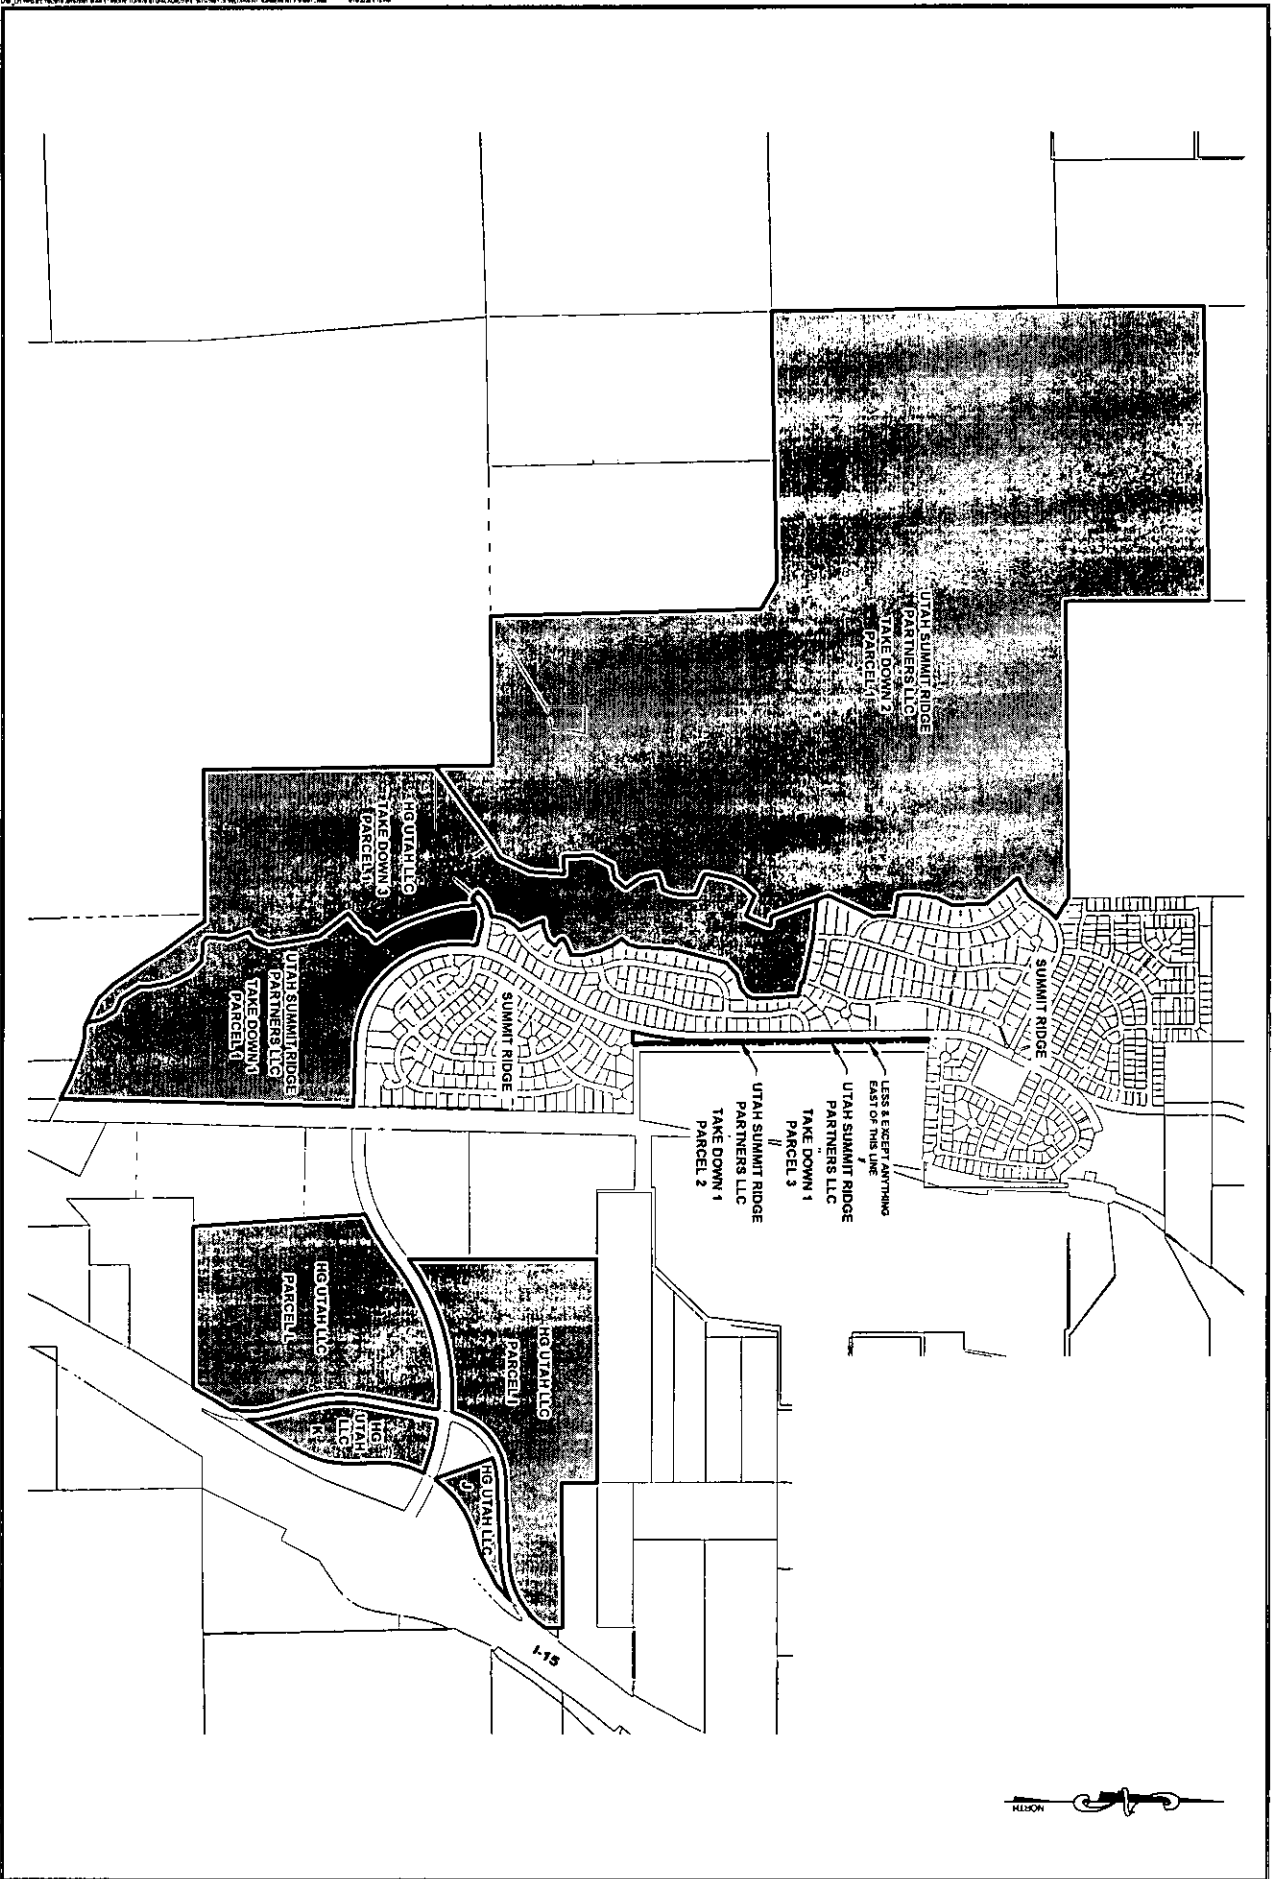 UTAH SUMMIT RIDGE
PARTNERS LLC
TAKE DOWN 2
PARCEL 1
HG UTAH LLC
TAKE DOWN 3
PARCEL 1
UTAH SUMMIT RIDGE
PARTNERS LLC
TAKE DOWN 1
PARCEL 1
SUMMIT RIDGE
SUMMIT RIDGE
LESS & EXCEPT ANYTHING
EAST OF THIS LINE
UTAH SUMMIT RIDGE
PARTNERS LLC
TAKE DOWN 1
PARCEL 3
UTAH SUMMIT RIDGE
PARTNERS LLC
TAKE DOWN 1
PARCEL 2
HG UTAH LLC
PARCEL L
HG UTAH LLC
PARCEL I
HG
UTAH
LLC
K
HG UTAH LLC
J
I-15
NORTH